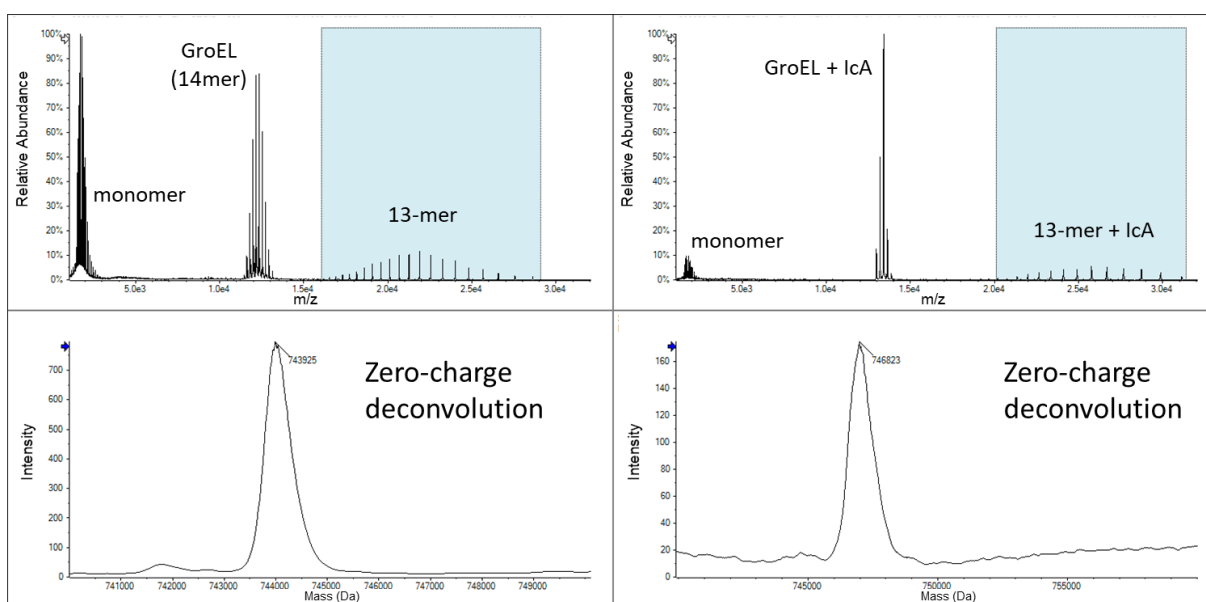 100%
90%
80%
70%
60%
50%
40%
30%
20%
10%
0%
Relative Abundance
GroEL
(14mer)
monomer
13-mer
5.0e3 1.0e4 1.5e4 2.0e4 2.5e4 3.0e4
m/z
100%
90%
80%
70%
60%
50%
40%
30%
20%
10%
0%
Relative Abundance
GroEL + IcA
monomer
13-mer + IcA
5.0e3 1.0e4 1.5e4 2.0e4 2.5e4 3.0e4
m/z
700
600
500
400
300
200
100
0
Intensity
743925
Zero-charge
deconvolution
741000 742000 743000 744000 745000 746000 747000 748000 749000
Mass (Da)
160
140
120
100
80
60
40
20
0
Intensity
746823
Zero-charge
deconvolution
745000 750000 755000
Mass (Da)